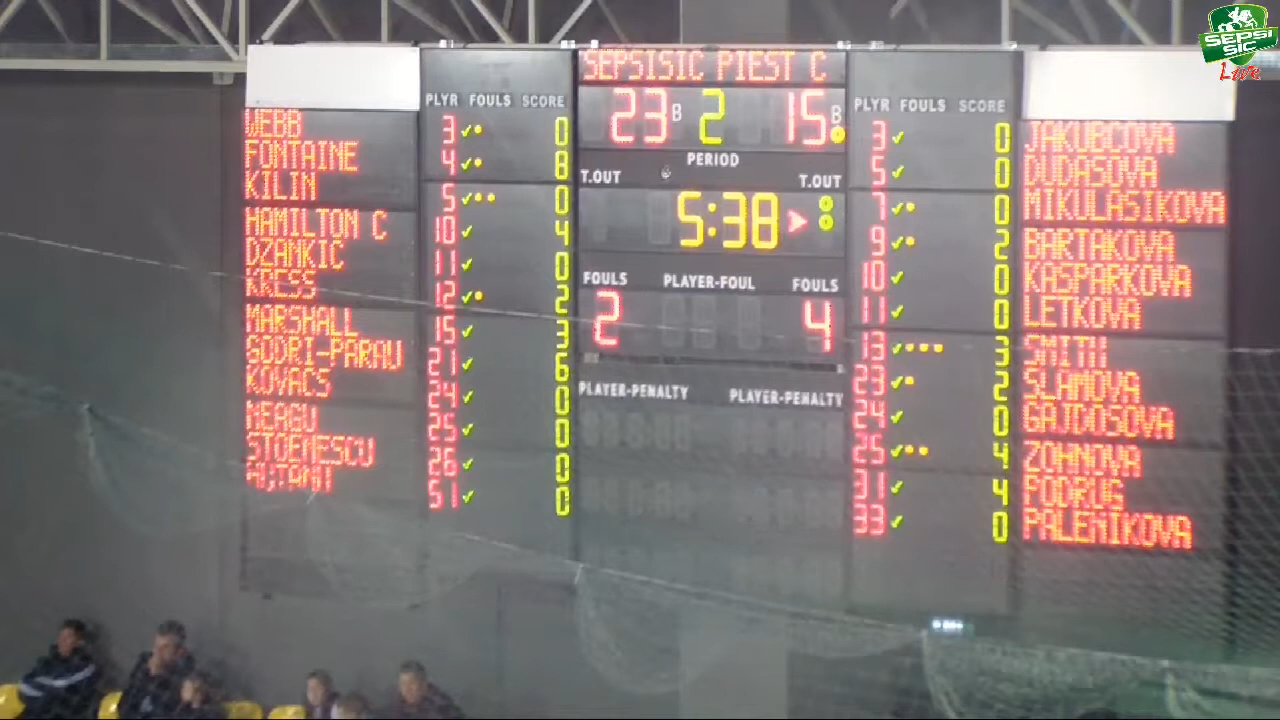 SEPSI
SIC
Live
SEPSISIC PIEST C
23 B 2 15 B
PERIOD
T.OUT T.OUT
5:38
FOULS PLAYER-FOUL FOULS
2 4
PLAYER-PENALTY PLAYER-PENALTY
PLYR FOULS SCORE
WEBB 3 0
FONTAINE 4 8
KILIN 5 0
HAMILTON C 10 4
DZANKIC 11 0
KRESS 12 2
MARSHALL 15 3
GODRI-PARAU 21 6
KOVACS 24 0
NEAGU 25 0
STOENESCU 26 0
51 0
PLYR FOULS SCORE
3 0 JAKUBCOVA
5 0 DUDASOVA
7 0 MIKULASIKOVA
9 2 BARTAKOVA
10 0 KASPARKOVA
11 0 LETKOVA
13 3 SMITH
23 2 SLAMOVA
24 0 GAJDOSOVA
25 4 ZOHNOVA
31 4 PODRUG
33 0 PALENIKOVA